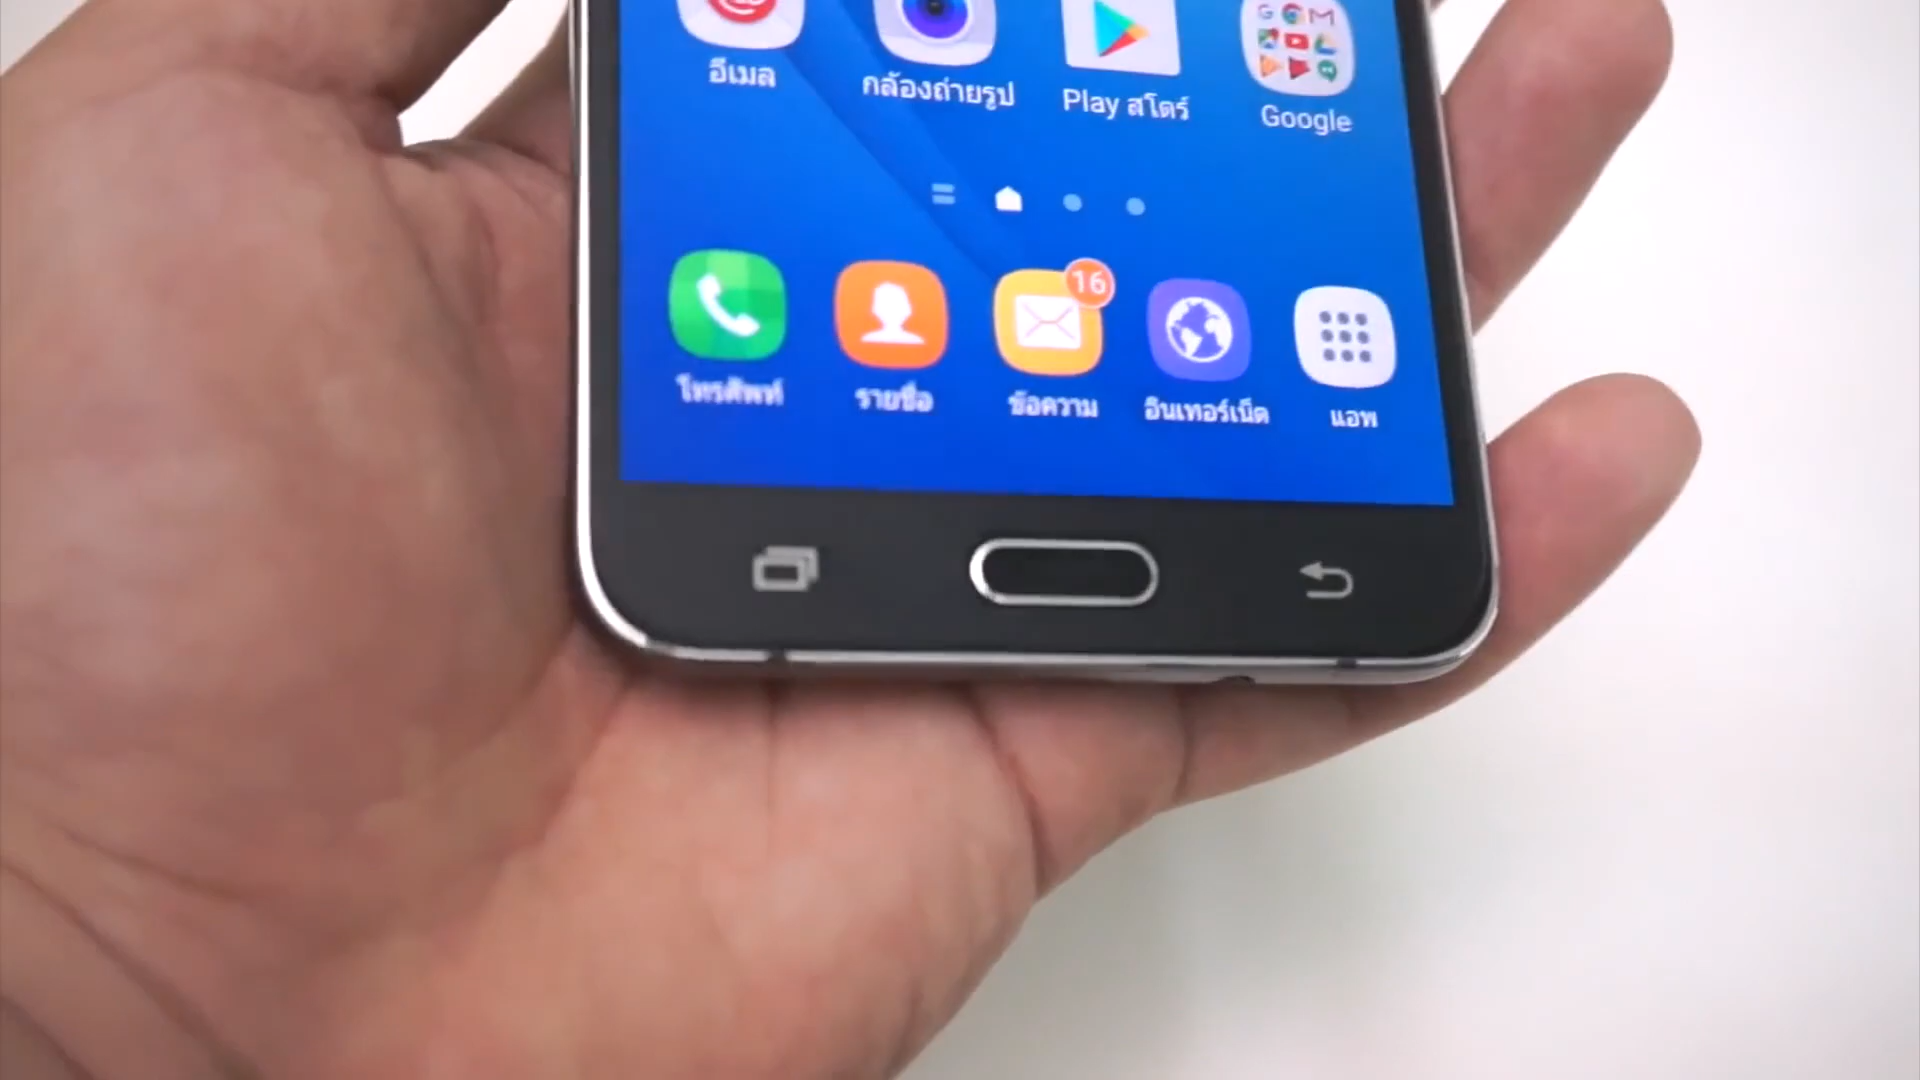 อีเมล
กล้องถ่ายรูป
Play สโตร์
Google
16
โทรศัพท์
รายชื่อ
ข้อความ
อินเทอร์เน็ต
แอพ